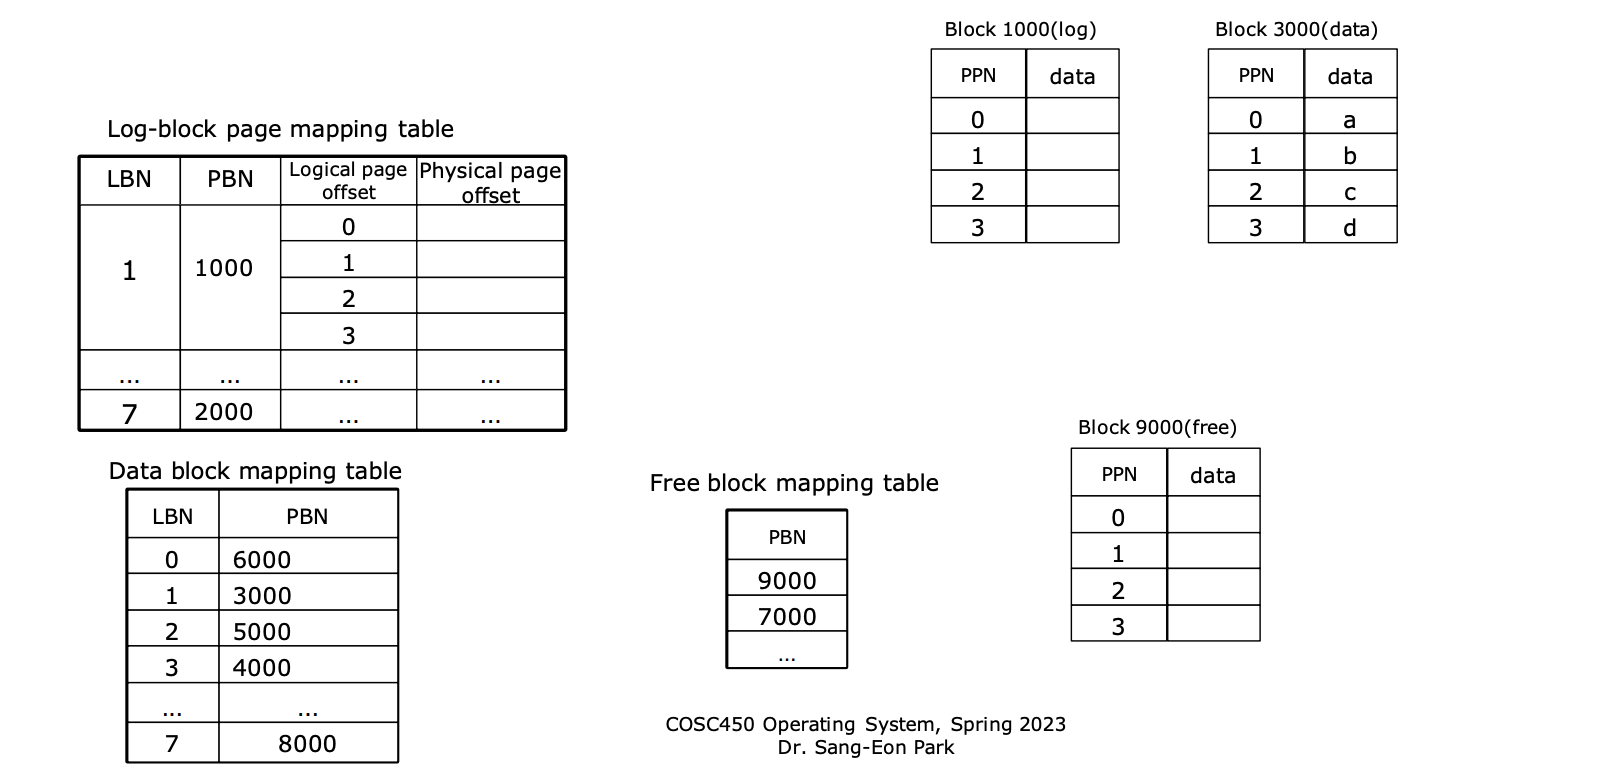 Block 1000(log)
PPN data
0
1
2
3
Block 3000(data)
PPN data
0 a
1 b
2 c
3 d
Log-block page mapping table
LBN PBN Logical page offset Physical page offset
1 1000 0
1
2
3
... ... ... ...
7 2000 ... ...
Data block mapping table
LBN PBN
0 6000
1 3000
2 5000
3 4000
... ...
7 8000
Free block mapping table
PBN
9000
7000
...
Block 9000(free)
PPN data
0
1
2
3
COSC450 Operating System, Spring 2023
Dr. Sang-Eon Park